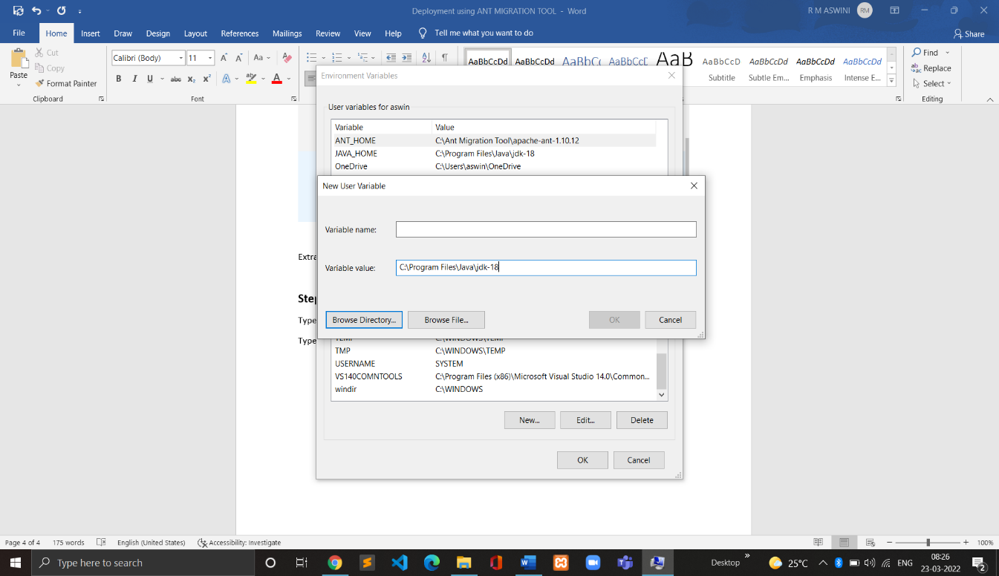 Deployment using ANT MIGRATION TOOL - Word
R M ASWINI RM
File Home Insert Draw Design Layout References Mailings Review View Help Tell me what you want to do Share
Paste
Cut
Copy
Format Painter
Clipboard
Calibri (Body) 11 A A Aa
B I U abc x2 x2 A A
Font
AaBbCcDd AaBbCcDd AaBbC AaBbCcD AaB AaBbCcD AaBbCcDd AaBbCcDd AaBbCcDd
Subtitle Subtle Em... Emphasis Intense E...
Find
Replace
Select
Editing
Environment Variables
User variables for aswin
Variable Value
ANT_HOME C:\Ant Migration Tool\apache-ant-1.10.12
JAVA_HOME C:\Program Files\Java\jdk-18
OneDrive C:\Users\aswin\OneDrive
New User Variable
Variable name:
Variable value: C:\Program Files\Java\jdk-18
Browse Directory... Browse File... OK Cancel
Extra
Step
Type
Type
TEMP C:\WINDOWS\TEMP
TMP C:\WINDOWS\TEMP
USERNAME SYSTEM
VS140COMNTOOLS C:\Program Files (x86)\Microsoft Visual Studio 14.0\Common...
windir C:\WINDOWS
New... Edit... Delete
OK Cancel
Page 4 of 4 175 words English (United States) Accessibility: Investigate 100%
Type here to search
Desktop 25°C ENG 08:26
23-03-2022
2